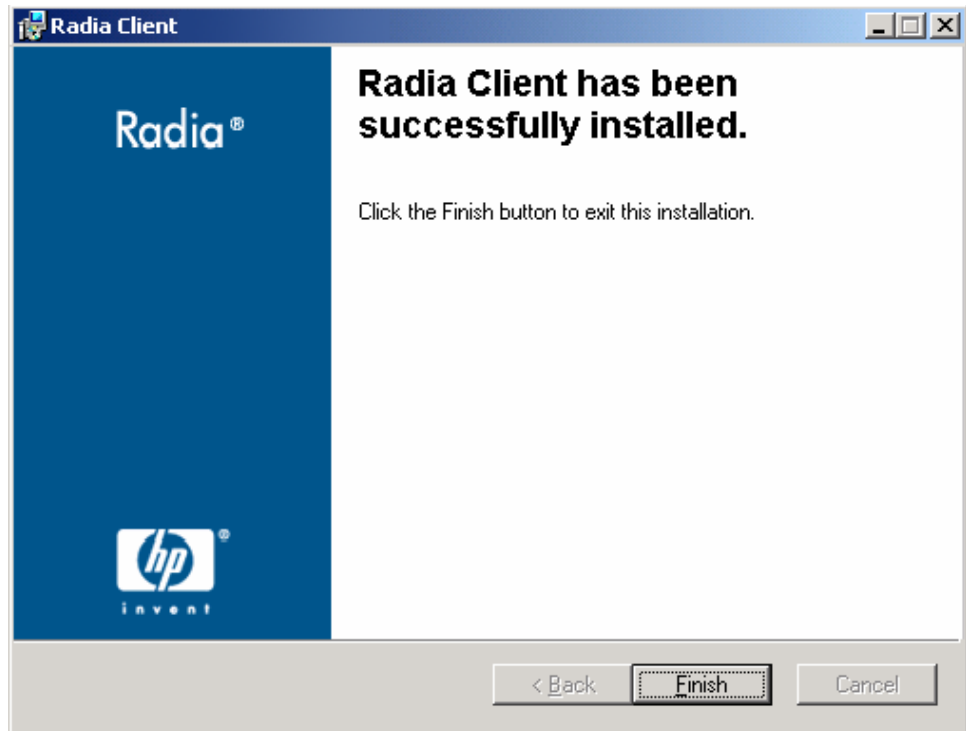 Radia Client
Radia®
Radia Client has been
successfully installed.
Click the Finish button to exit this installation.
hp®
invent
< Back
Finish
Cancel